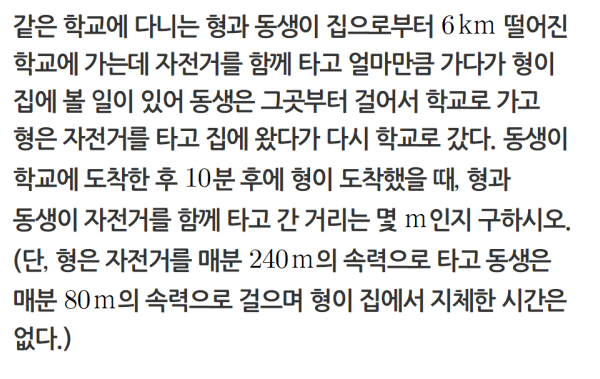 같은 학교에 다니는 형과 동생이 집으로부터 6 km 떨어진
학교에 가는데 자전거를 함께 타고 얼마만큼 가다가 형이
집에 볼 일이 있어 동생은 그곳부터 걸어서 학교로 가고
형은 자전거를 타고 집에 왔다가 다시 학교로 갔다. 동생이
학교에 도착한 후 10분 후에 형이 도착했을 때, 형과
동생이 자전거를 함께 타고 간 거리는 몇 m인지 구하시오.
(단, 형은 자전거를 매분 240 m의 속력으로 타고 동생은
매분 80 m의 속력으로 걸으며 형이 집에서 지체한 시간은
없다.)